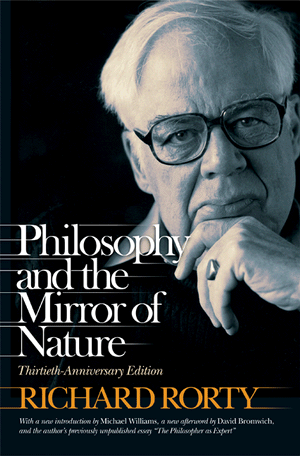 Philosophy
and the
Mirror of
Nature
Thirtieth-Anniversary Edition
RICHARD RORTY
With a new introduction by Michael Williams, a new afterword by David Bromwich,
and the author's previously unpublished essay "The Philosopher as Expert"